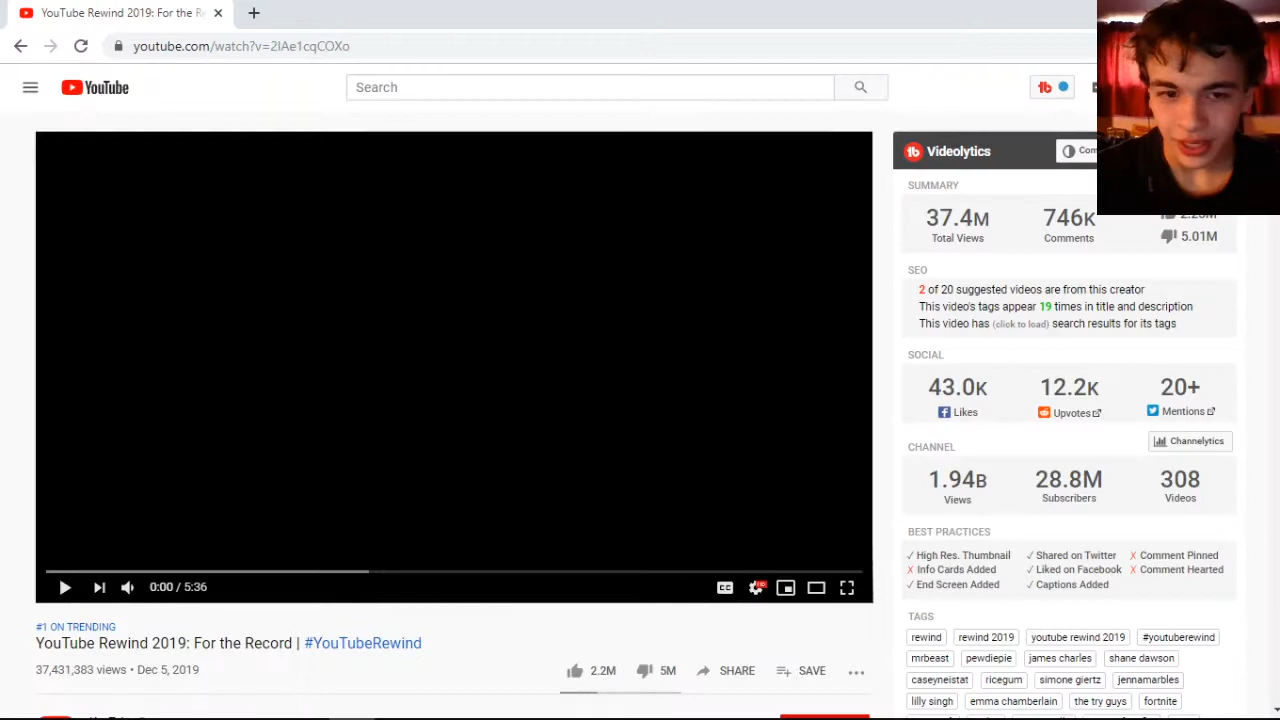 YouTube Rewind 2019: For the R
youtube.com/watch?v=2lAe1cqCOXo
YouTube
Search
Videolytics
SUMMARY
37.4M
Total Views
746K
Comments
5.01M
SEO
2 of 20 suggested videos are from this creator
This video's tags appear 19 times in title and description
This video has (click to load) search results for its tags
SOCIAL
43.0K
Likes
12.2K
Upvotes
20+
Mentions
CHANNEL
Channelytics
1.94B
Views
28.8M
Subscribers
308
Videos
BEST PRACTICES
✓ High Res. Thumbnail ✓ Shared on Twitter ✗ Comment Pinned
✗ Info Cards Added ✓ Liked on Facebook ✗ Comment Hearted
✓ End Screen Added ✓ Captions Added
TAGS
rewind rewind 2019 youtube rewind 2019 #youtuberewind
mrbeast pewdiepie james charles shane dawson
caseyneistat ricegum simone giertz jennamarbles
lilly singh emma chamberlain the try guys fortnite
0:00 / 5:36
CC
HD
#1 ON TRENDING
YouTube Rewind 2019: For the Record | #YouTubeRewind
37,431,383 views • Dec 5, 2019
2.2M 5M SHARE SAVE